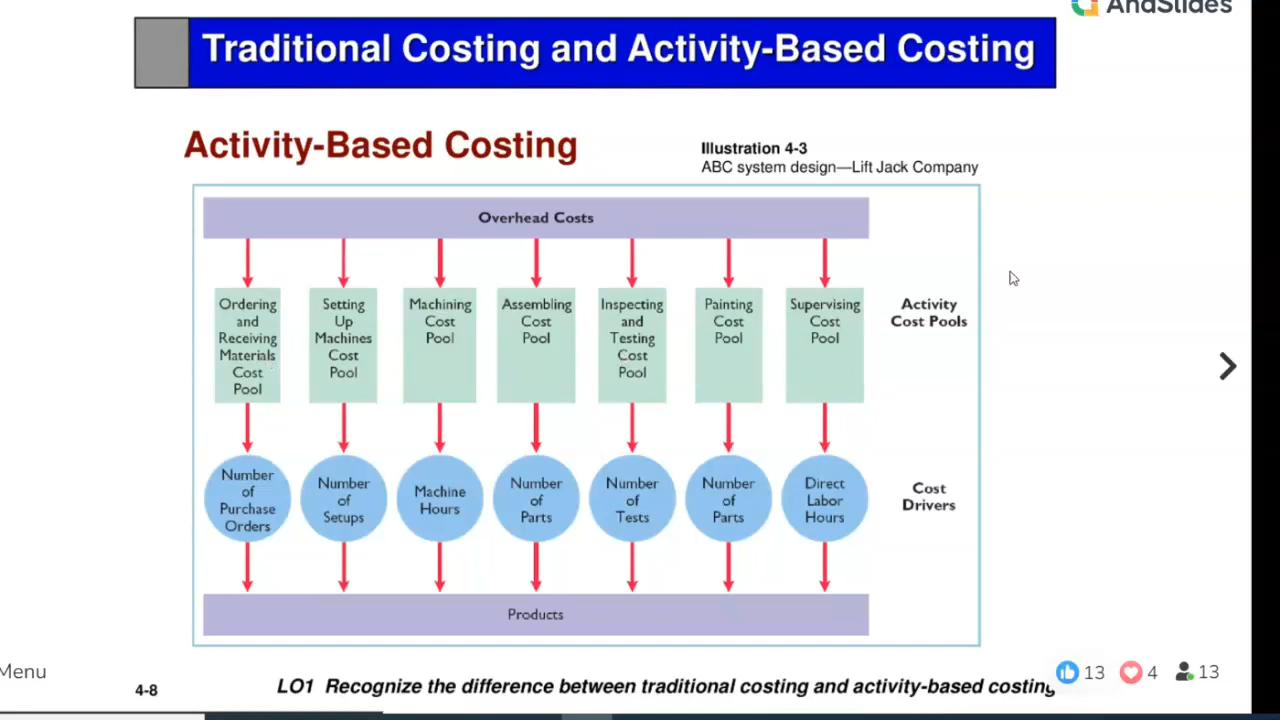 AhaSlides
Traditional Costing and Activity-Based Costing
Activity-Based Costing
Illustration 4-3
ABC system design—Lift Jack Company
Overhead Costs
Ordering
and
Receiving
Materials
Cost
Pool
Setting
Up
Machines
Cost
Pool
Machining
Cost
Pool
Assembling
Cost
Pool
Inspecting
and
Testing
Cost
Pool
Painting
Cost
Pool
Supervising
Cost
Pool
Activity
Cost Pools
Number
of
Purchase
Orders
Number
of
Setups
Machine
Hours
Number
of
Parts
Number
of
Tests
Number
of
Parts
Direct
Labor
Hours
Cost
Drivers
Products
Menu
13
4
13
4-8
LO1 Recognize the difference between traditional costing and activity-based costing